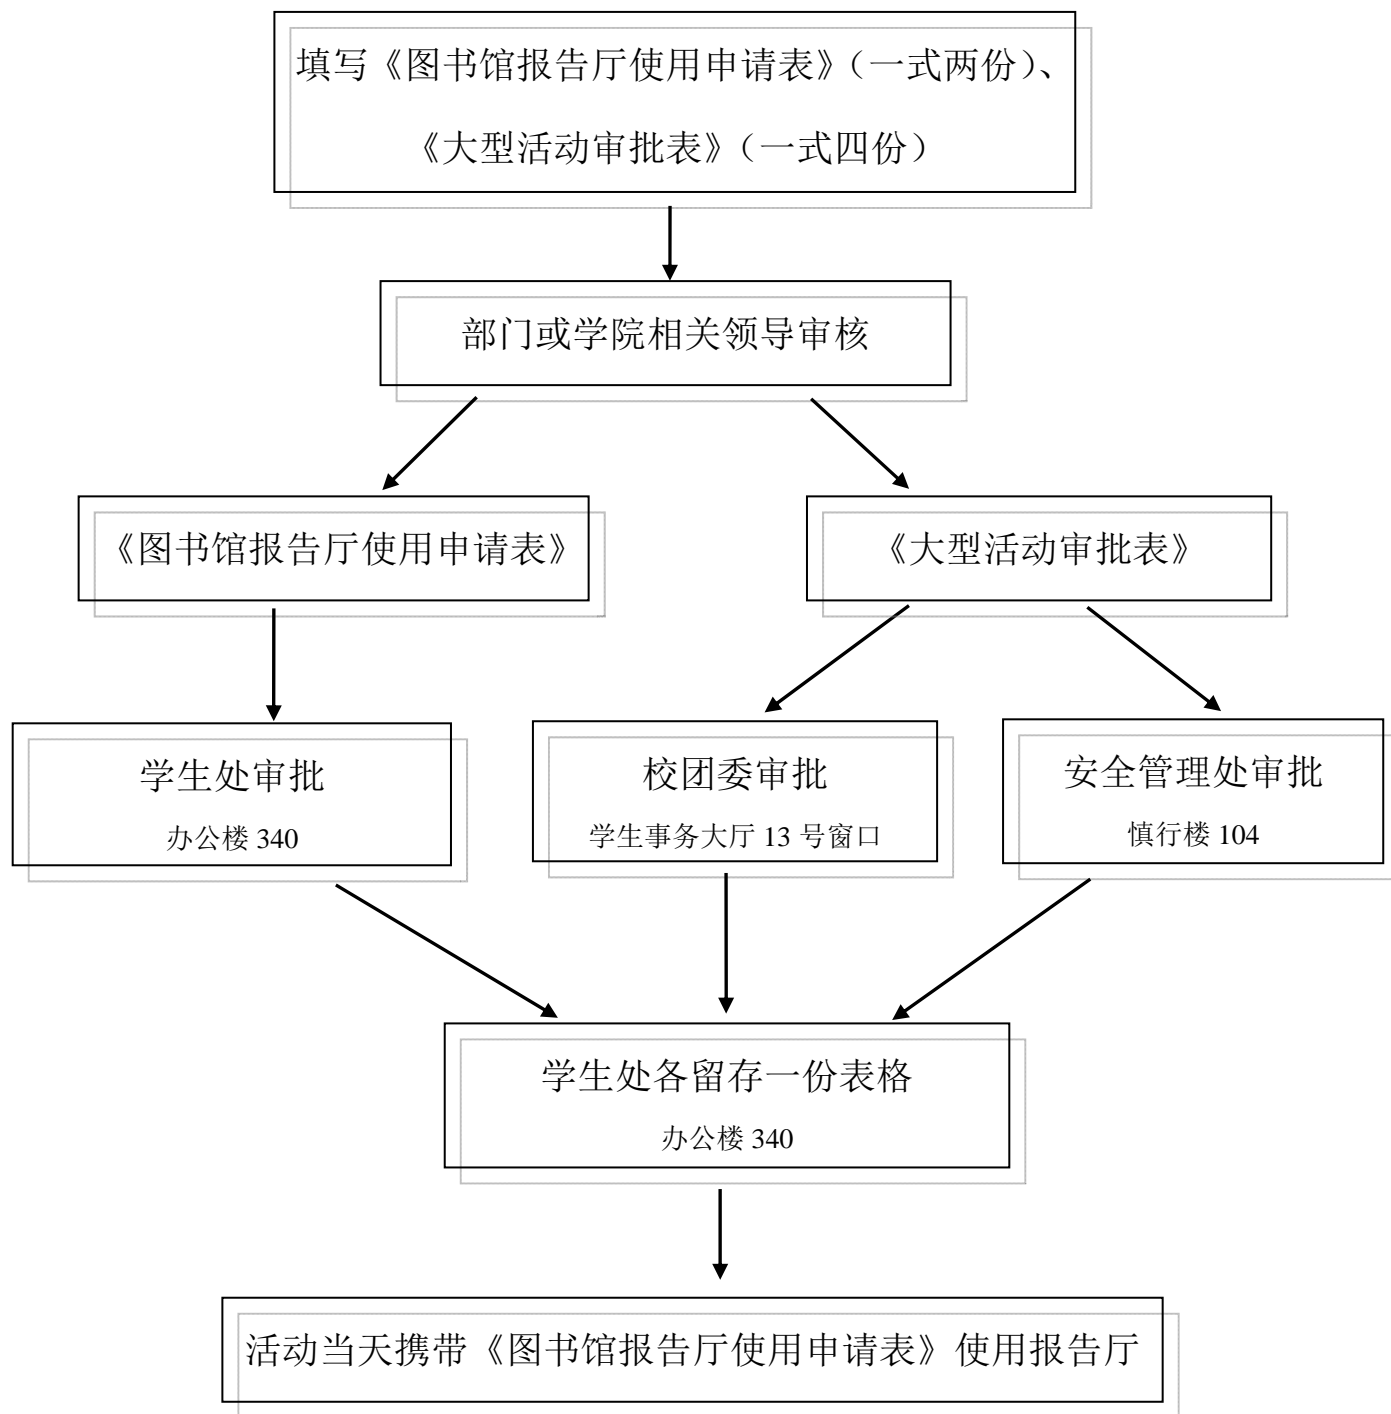 填写《图书馆报告厅使用申请表》（一式两份）、
《大型活动审批表》（一式四份）
部门或学院相关领导审核
《图书馆报告厅使用申请表》
《大型活动审批表》
学生处审批
办公楼 340
校团委审批
学生事务大厅 13 号窗口
安全管理处审批
慎行楼 104
学生处各留存一份表格
办公楼 340
活动当天携带《图书馆报告厅使用申请表》使用报告厅